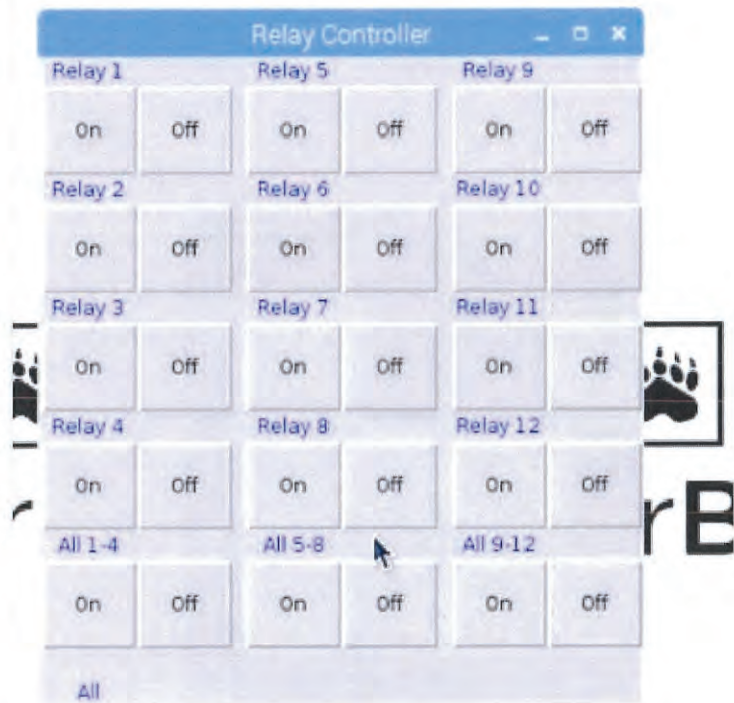 Relay Controller
Relay 1 Relay 5 Relay 9
On Off On Off On Off
Relay 2 Relay 6 Relay 10
On Off On Off On Off
Relay 3 Relay 7 Relay 11
On Off On Off On Off
Relay 4 Relay 8 Relay 12
On Off On Off On Off
r rB
All 1-4 All 5-8 All 9-12
On Off On Off On Off
All